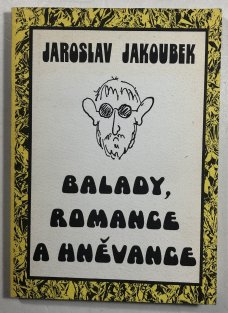 JAROSLAV JAKOUBEK
BALADY,
ROMANCE
A HNĚVANCE